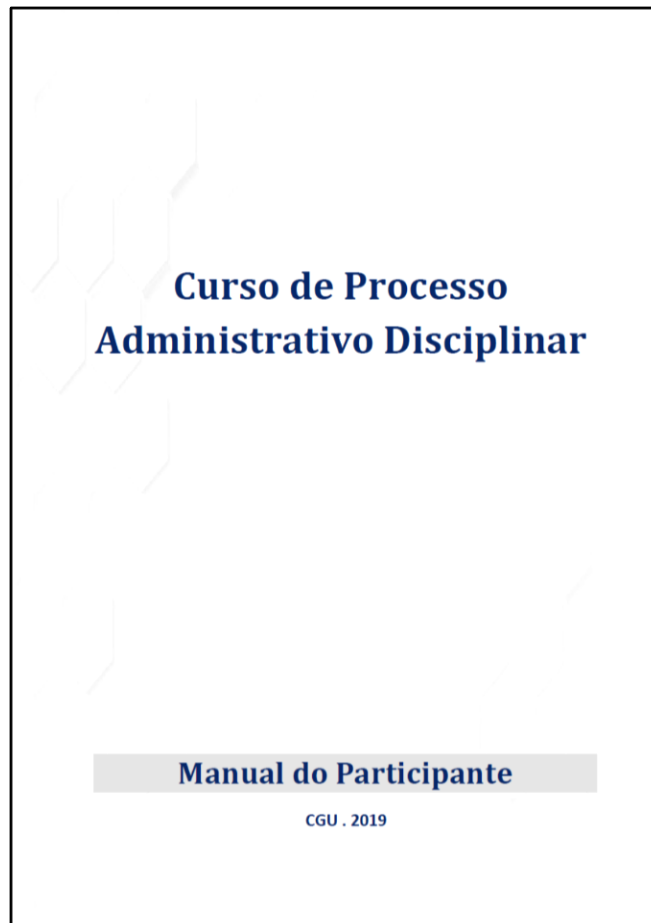 Curso de Processo
Administrativo Disciplinar
Manual do Participante
CGU . 2019